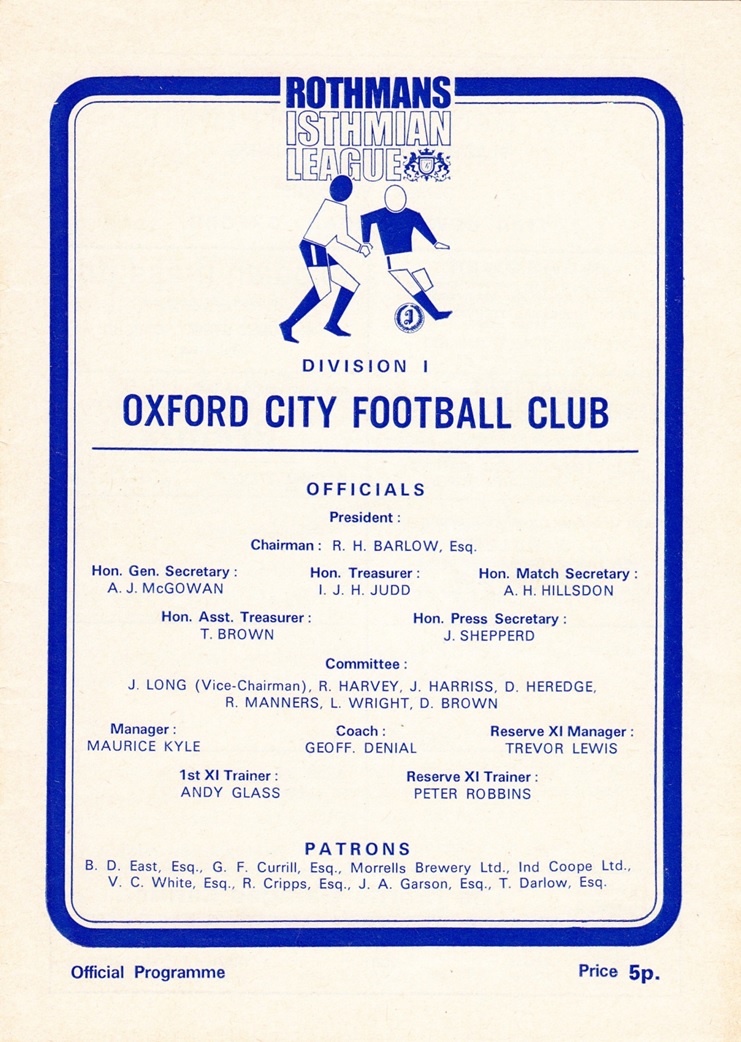 ROTHMANS
ISTHMIAN
LEAGUE
DIVISION I
OXFORD CITY FOOTBALL CLUB
OFFICIALS
President :
Chairman : R. H. BARLOW, Esq.
Hon. Gen. Secretary : Hon. Treasurer : Hon. Match Secretary :
A. J. McGOWAN I. J. H. JUDD A. H. HILLSDON
Hon. Asst. Treasurer : Hon. Press Secretary :
T. BROWN J. SHEPPERD
Committee :
J. LONG (Vice-Chairman), R. HARVEY, J. HARRISS, D. HEREDGE,
R. MANNERS, L. WRIGHT, D. BROWN
Manager : Coach : Reserve XI Manager :
MAURICE KYLE GEOFF. DENIAL TREVOR LEWIS
1st XI Trainer : Reserve XI Trainer :
ANDY GLASS PETER ROBBINS
PATRONS
B. D. East, Esq., G. F. Currill, Esq., Morrells Brewery Ltd., Ind Coope Ltd.,
V. C. White, Esq., R. Cripps, Esq., J. A. Garson, Esq., T. Darlow, Esq.
Official Programme Price 5p.